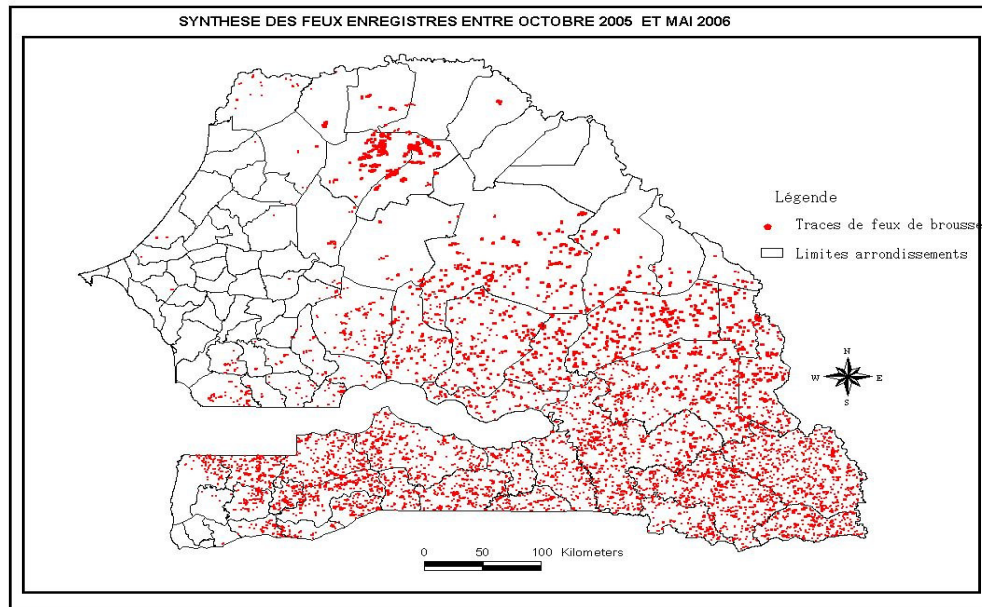 SYNTHESE DES FEUX ENREGISTRES ENTRE OCTOBRE 2005 ET MAI 2006
Légende
Traces de feux de brousse
Limites arrondissements
N
W E
S
0 50 100 Kilometers